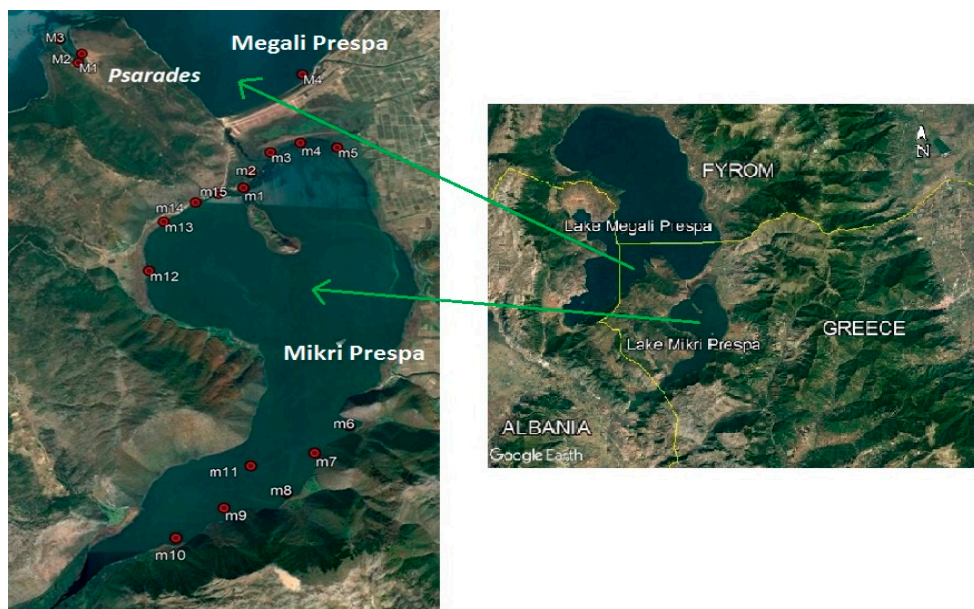 M3
M2
M1
Psarades
Megali Prespa
M4
m3
m4
m5
m2
m1
m15
m14
m13
m12
Mikri Prespa
m6
m7
m11
m8
m9
m10
N
FYROM
Lake Megali Prespa
GREECE
Lake Mikri Prespa
ALBANIA
Google Earth